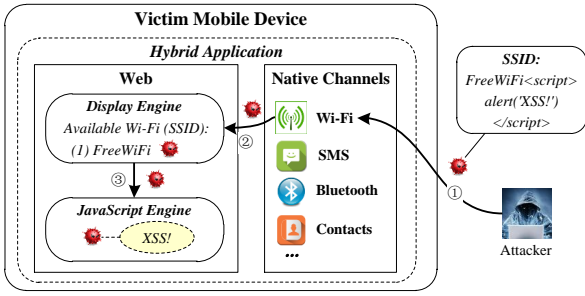 Victim Mobile Device
Hybrid Application
Web
Native Channels
Display Engine
Available Wi-Fi (SSID):
(1) FreeWiFi
②
③
JavaScript Engine
XSS!
Wi-Fi
SMS
Bluetooth
Contacts
...
SSID:
FreeWiFi<script>
alert('XSS!')
</script>
①
Attacker